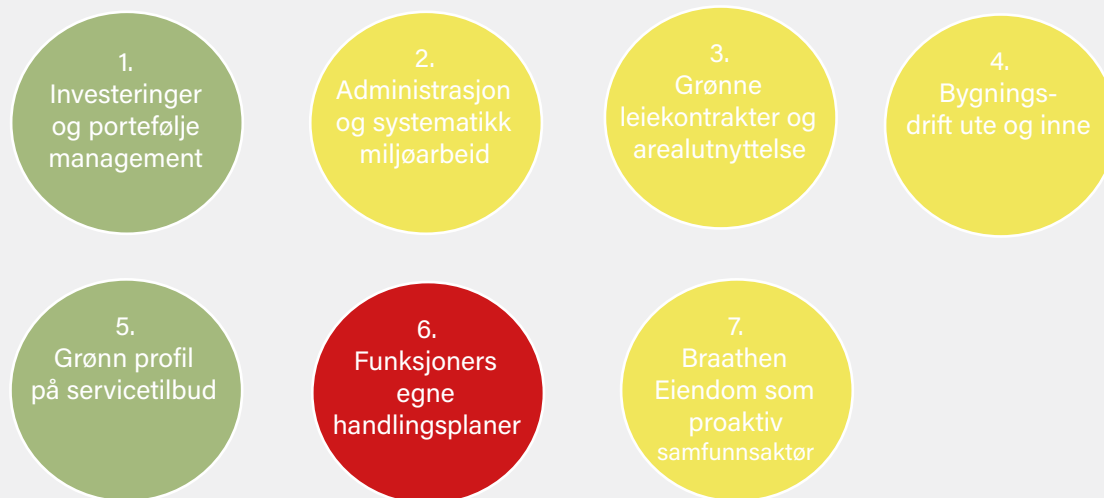 1.
Investeringer
og portefølje
management
2.
Administrasjon
og systematikk
miljøarbeid
3.
Grønne
leiekontrakter og
arealutnyttelse
4.
Bygnings-
drift ute og inne
5.
Grønn profil
på servicetilbud
6.
Funksjoners
egne
handlingsplaner
7.
Braathen
Eiendom som
proaktiv
samfunnsaktør